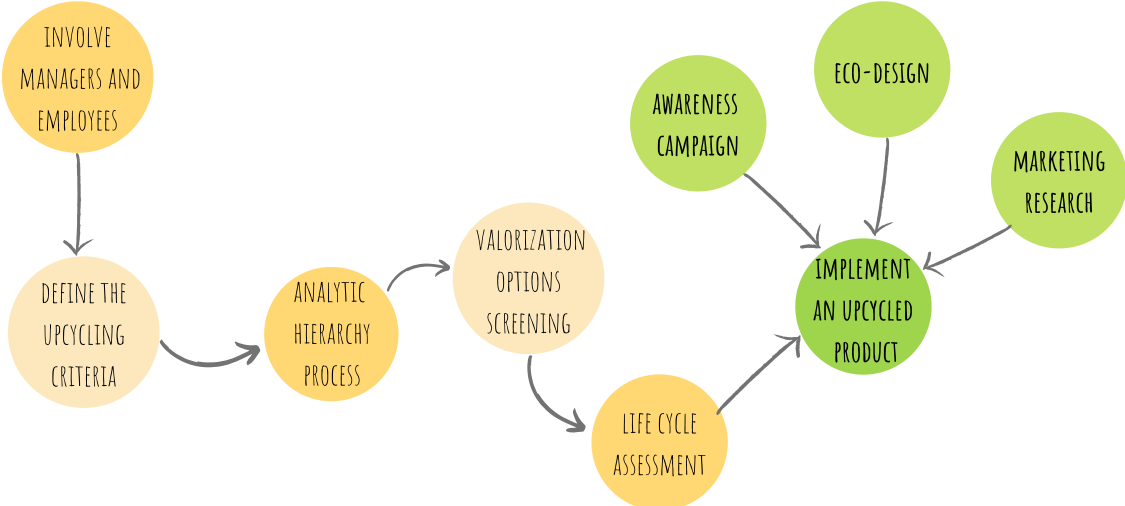 INVOLVE
MANAGERS AND
EMPLOYEES
DEFINE THE
UPCYCLING
CRITERIA
ANALYTIC
HIERARCHY
PROCESS
VALORIZATION
OPTIONS
SCREENING
LIFE CYCLE
ASSESSMENT
AWARENESS
CAMPAIGN
ECO-DESIGN
MARKETING
RESEARCH
IMPLEMENT
AN UPCYCLED
PRODUCT